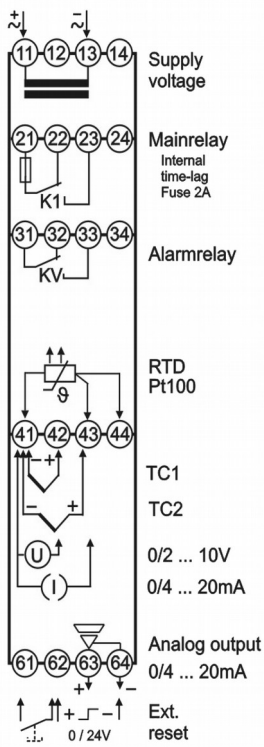 + −
~ ~
11 12 13 14
Supply
voltage
21 22 23 24
Mainrelay
Internal
time-lag
Fuse 2A
K1
31 32 33 34
Alarmrelay
KV
RTD
Pt100
ϑ
41 42 43 44
− +
TC1
− +
TC2
U
0/2 ... 10V
I
0/4 ... 20mA
Analog output
0/4 ... 20mA
61 62 63 64
+ −
+ −
0 / 24V
Ext.
reset